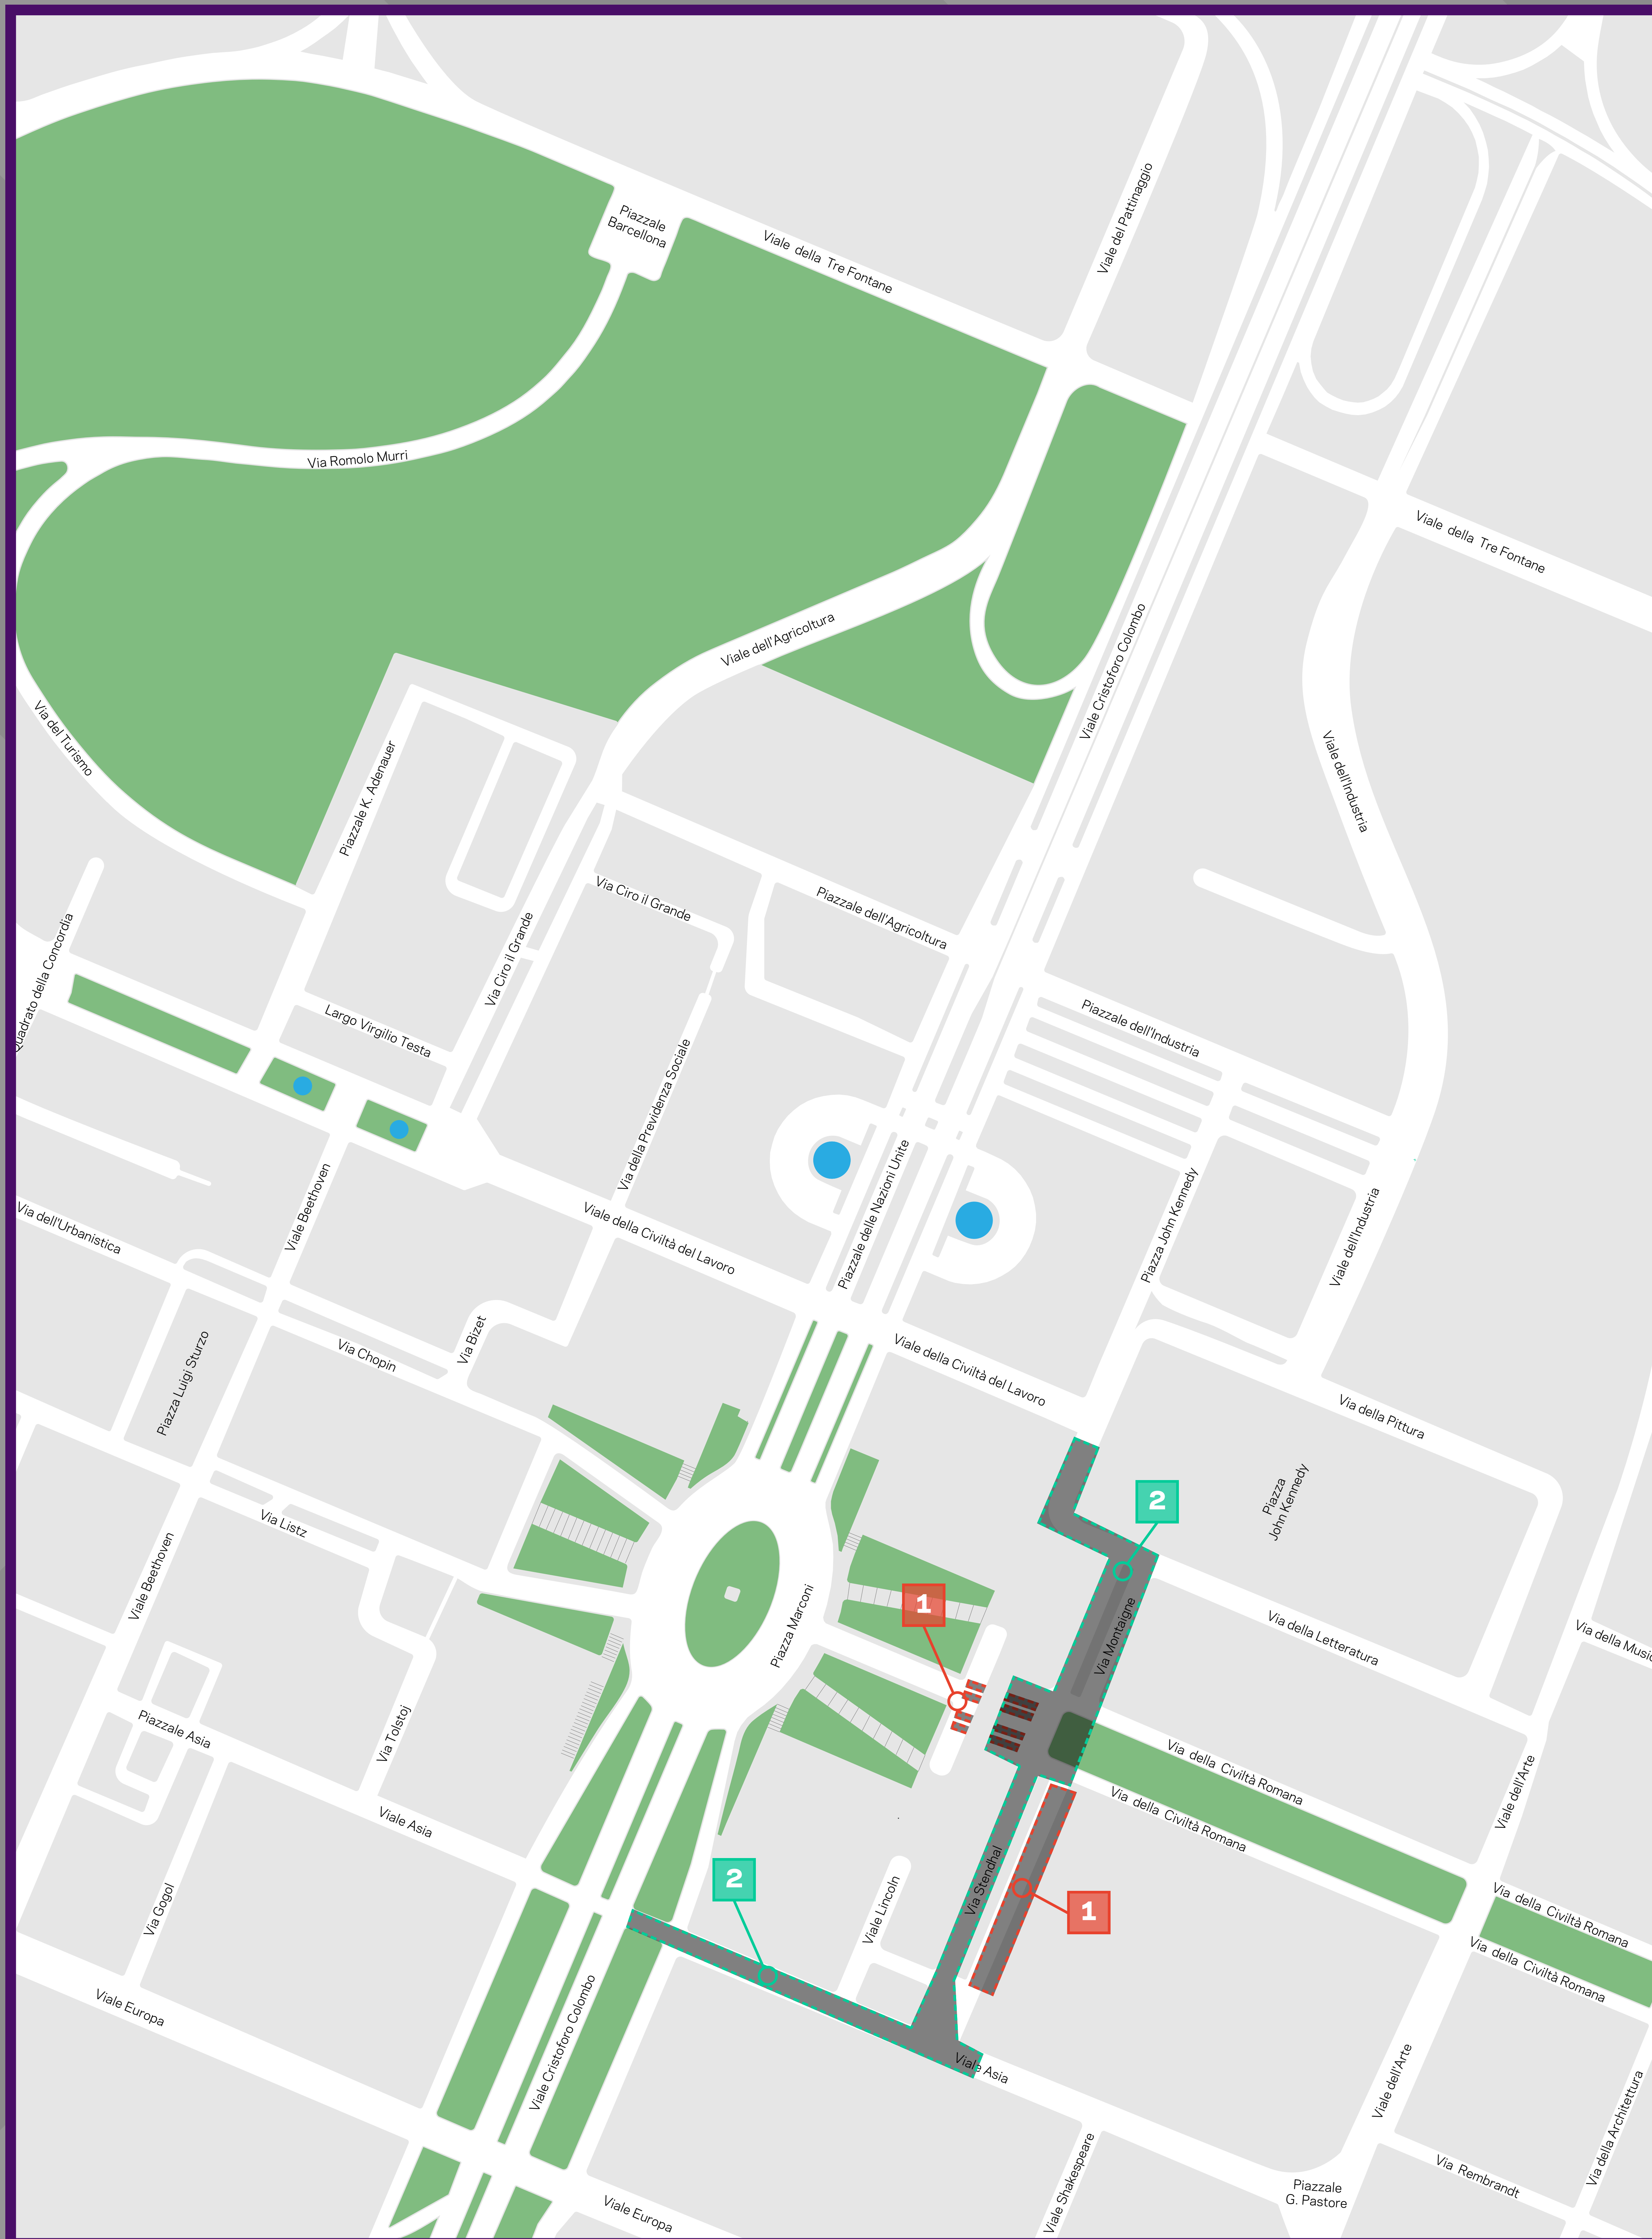 Piazzale
Barcellona
Viale della Tre Fontane
Viale del Pattinaggio
Via Romolo Murri
Viale della Tre Fontane
Viale dell'Agricoltura
Viale Cristoforo Colombo
Via del Turismo
Piazzale K. Adenauer
Viale dell'Industria
Via Ciro il Grande
Piazzale dell'Agricoltura
Quadrato della Concordia
Via Ciro il Grande
Largo Virgilio Testa
Piazzale dell'Industria
Via della Previdenza Sociale
Viale Beethoven
Piazzale delle Nazioni Unite
Piazza John Kennedy
Viale dell'Industria
Via dell'Urbanistica
Viale della Civiltà del Lavoro
Via Bizet
Via Chopin
Piazza Luigi Sturzo
Viale della Civiltà del Lavoro
Via della Pittura
Piazza
John Kennedy
2
Via Listz
Viale Beethoven
1
Piazza Marconi
Via Montaigne
Via della Letteratura
Via della Music
Piazzale Asia
Via Tolstoj
Via della Civiltà Romana
Via della Civiltà Romana
Viale dell'Arte
Viale Asia
2
Via Gogol
Viale Lincoln
Via Stendhal
1
Via della Civiltà Romana
Via della Civiltà Romana
Viale Europa
Viale Cristoforo Colombo
Viale Asia
Viale dell'Arte
Via della Architettura
Viale Shakespeare
Via Rembrandt
Piazzale
G. Pastore
Viale Europa